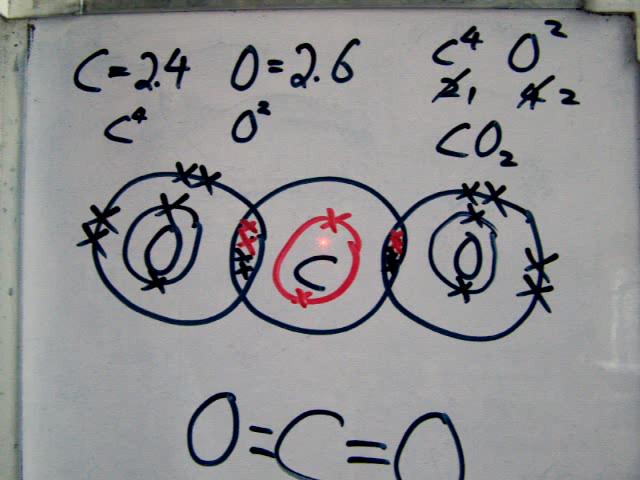 C=2.4 O=2.6 C⁴ O²
C⁴ O² 2̸₁ 4̸ 2
CO₂
O C O
O=C=O